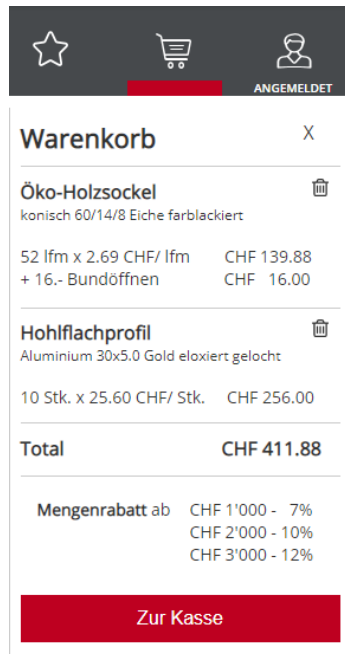 ANGEMELDET
Warenkorb X
Öko-Holzsockel
konisch 60/14/8 Eiche farblackiert
52 lfm x 2.69 CHF/ lfm CHF 139.88
+ 16.- Bundöffnen CHF 16.00
Hohlflachprofil
Aluminium 30x5.0 Gold eloxiert gelocht
10 Stk. x 25.60 CHF/ Stk. CHF 256.00
Total CHF 411.88
Mengenrabatt ab CHF 1'000 - 7%
CHF 2'000 - 10%
CHF 3'000 - 12%
Zur Kasse